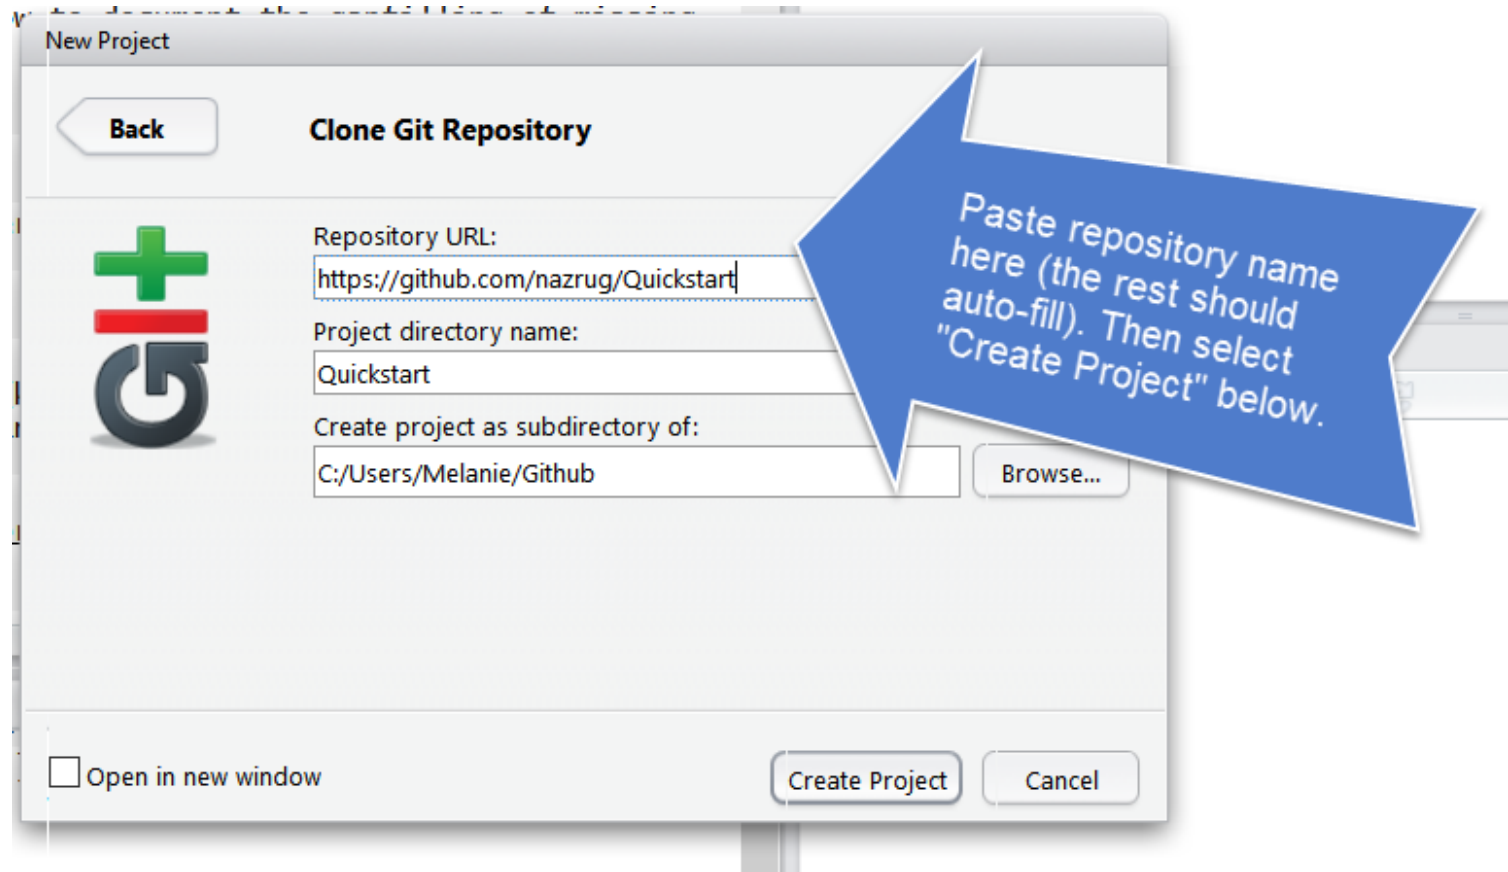 New Project
Back
Clone Git Repository
Repository URL:
https://github.com/nazrug/Quickstart
Project directory name:
Quickstart
Create project as subdirectory of:
C:/Users/Melanie/Github
Browse...
Paste repository name
here (the rest should
auto-fill). Then select
"Create Project" below.
Open in new window
Create Project
Cancel